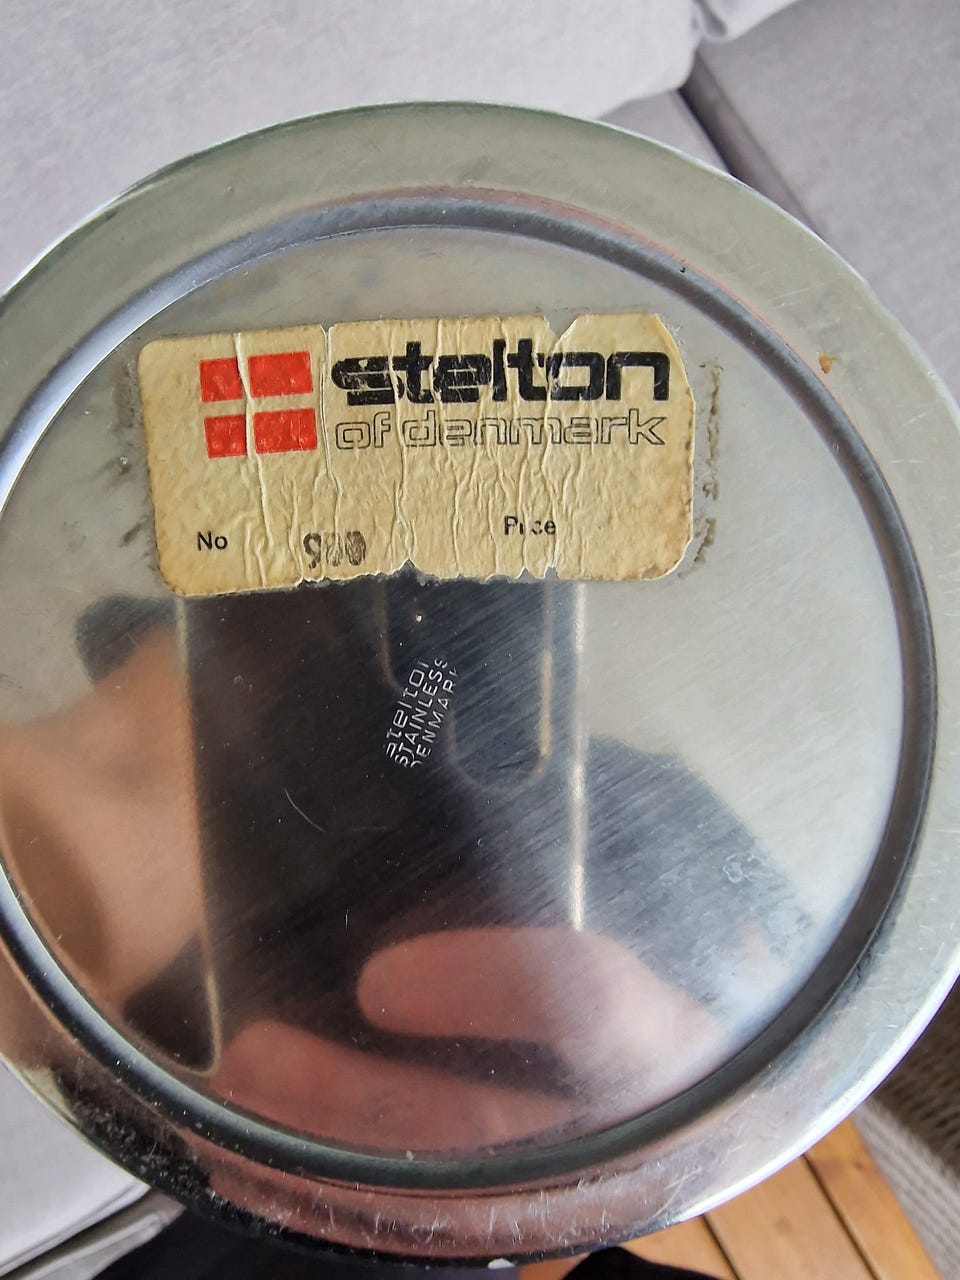 stelton
of denmark
No
Price
stelton
STAINLESS
DENMARK